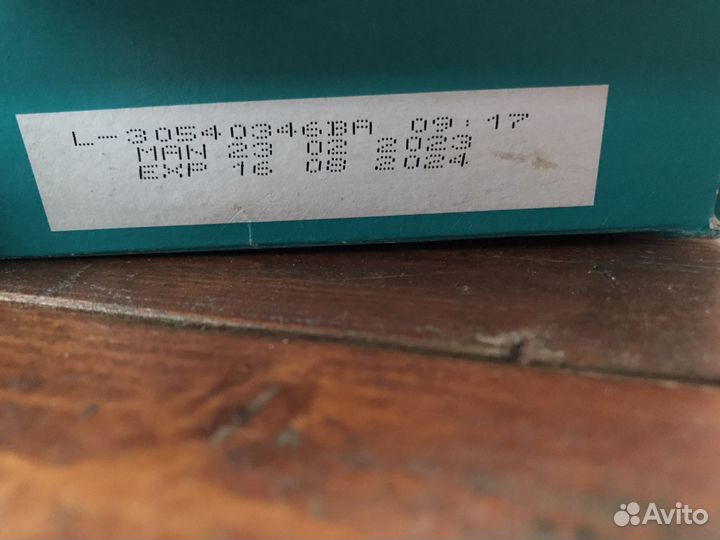 L-30540346BA 09:17
MAN 23 02 2023
EXP 16 08 2024
Avito